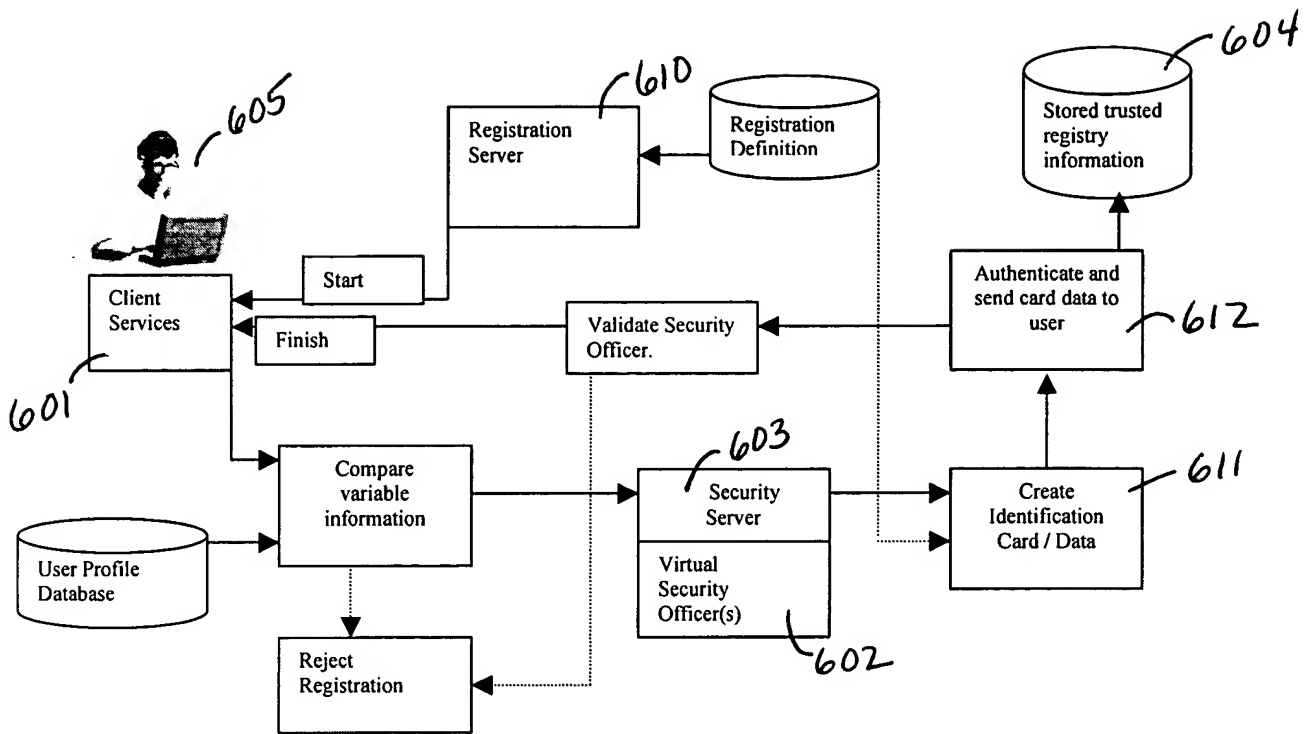 604
610
605
Registration
Server
Registration
Definition
Stored trusted
registry
information
Start
Client
Services
Finish
Validate Security
Officer.
Authenticate and
send card data to
user
612
601
Compare
variable
information
603
Security
Server
Virtual
Security
Officer(s)
602
611
Create
Identification
Card / Data
User Profile
Database
Reject
Registration